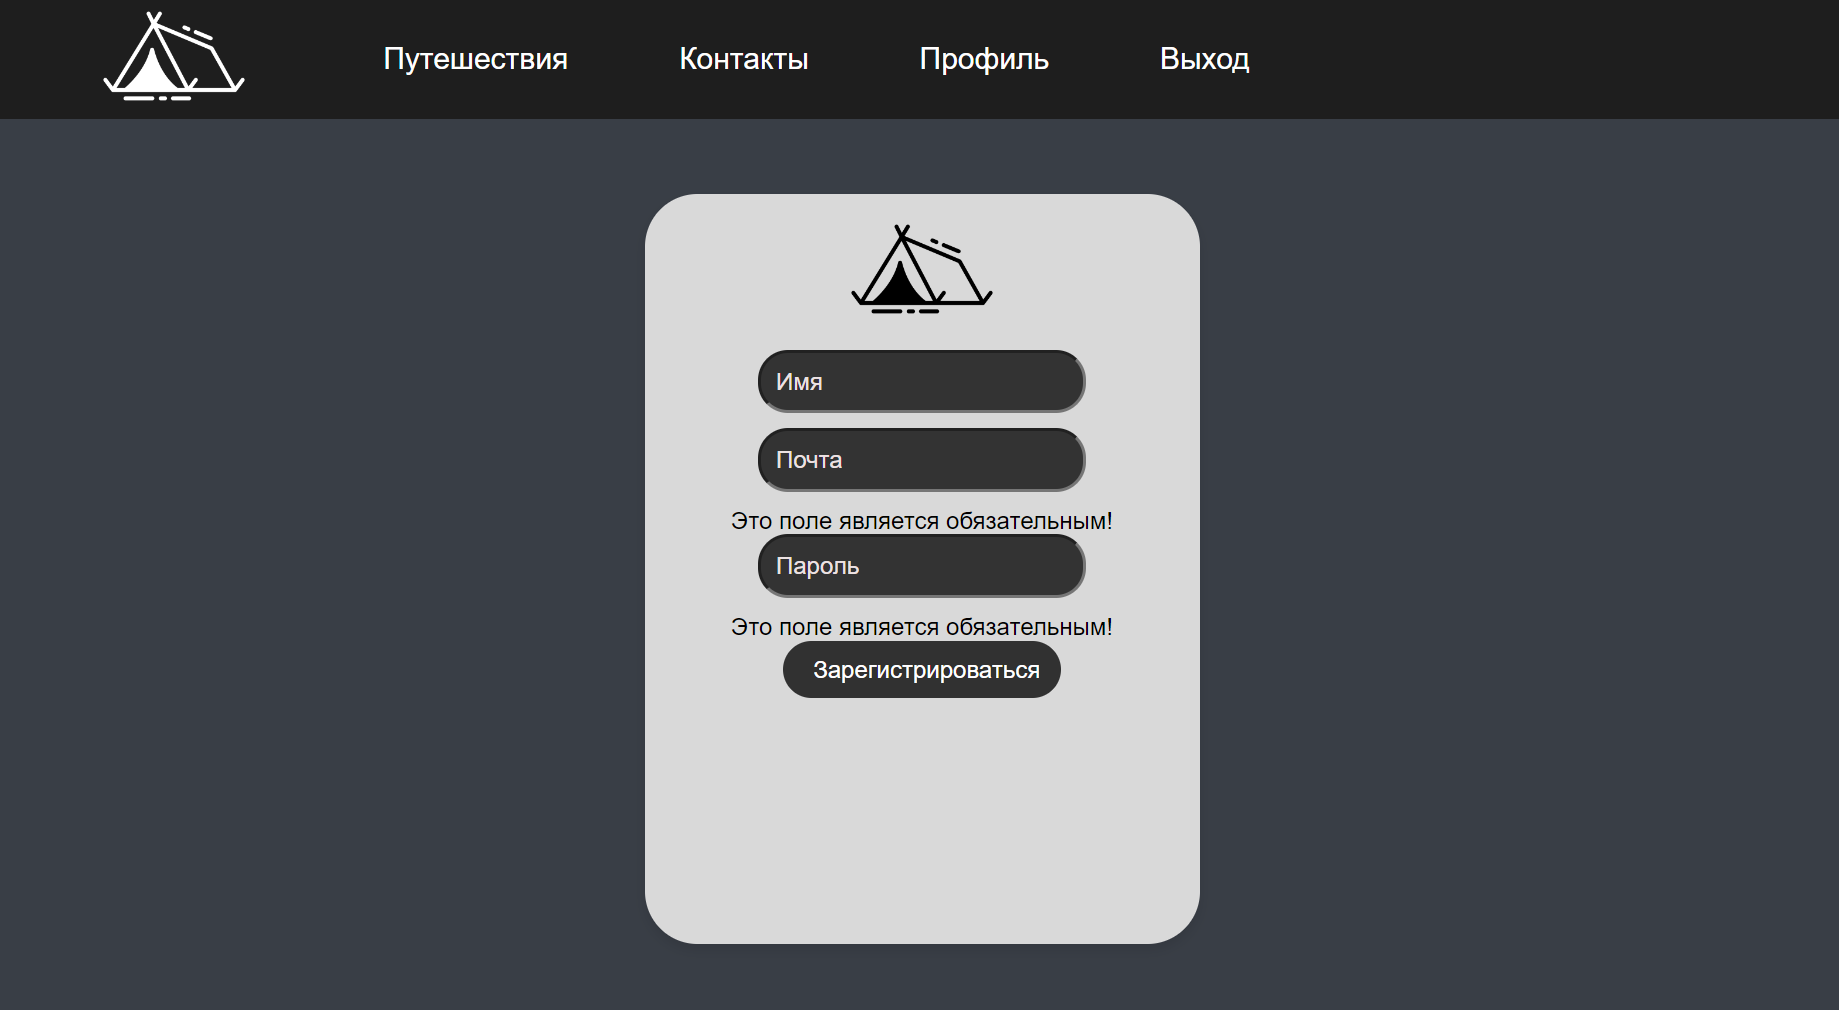 Путешествия Контакты Профиль Выход
Имя
Почта
Это поле является обязательным!
Пароль
Это поле является обязательным!
Зарегистрироваться